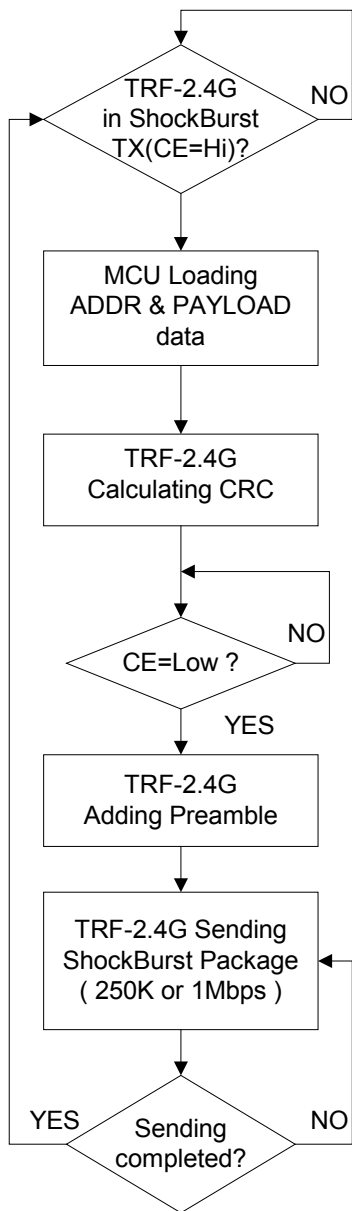 TRF-2.4G
in ShockBurst
TX(CE=Hi)?
NO
MCU Loading
ADDR & PAYLOAD
data
TRF-2.4G
Calculating CRC
NO
CE=Low ?
YES
TRF-2.4G
Adding Preamble
TRF-2.4G Sending
ShockBurst Package
( 250K or 1Mbps )
YES
NO
Sending
completed?